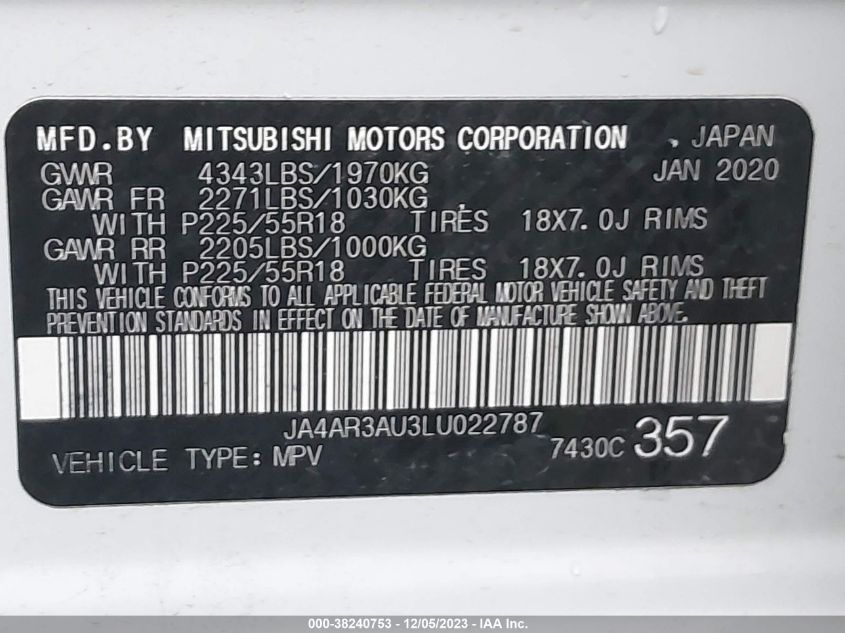 MFD.BY MITSUBISHI MOTORS CORPORATION , JAPAN
GVWR 4343LBS/1970KG JAN 2020
GAWR FR 2271LBS/1030KG
WITH P225/55R18 TIRES 18X7.0J RIMS
GAWR RR 2205LBS/1000KG
WITH P225/55R18 TIRES 18X7.0J RIMS
THIS VEHICLE CONFORMS TO ALL APPLICABLE FEDERAL MOTOR VEHICLE SAFETY AND THEFT
PREVENTION STANDARDS IN EFFECT ON THE DATE OF MANUFACTURE SHOWN ABOVE.
JA4AR3AU3LU022787
VEHICLE TYPE: MPV 7430C 357
000-38240753 - 12/05/2023 - IAA Inc.